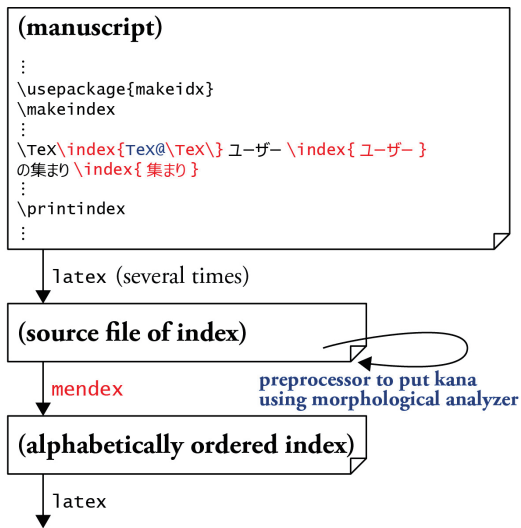 (manuscript)
⋮
\usepackage{makeidx}
\makeindex
⋮
\TeX\index{TeX@\TeX\} ユーザー \index{ ユーザー }
の集まり \index{ 集まり }
⋮
\printindex
⋮
latex (several times)
(source file of index)
preprocessor to put kana
using morphological analyzer
mendex
(alphabetically ordered index)
latex